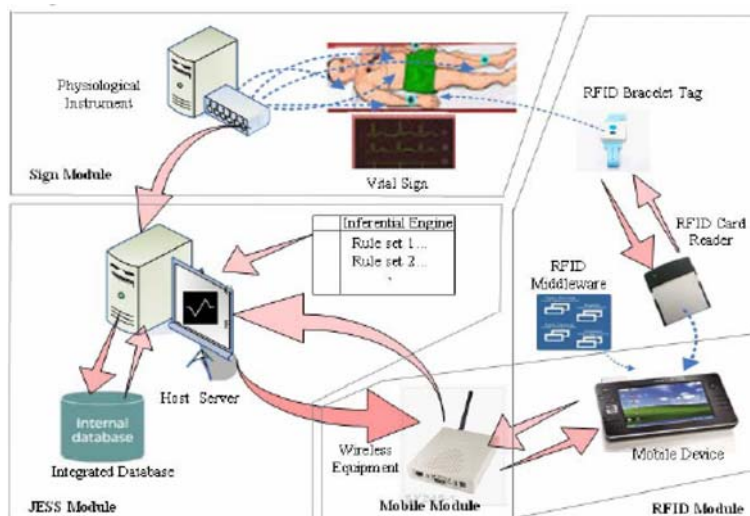 Physiological
Instrument
Sign Module
Vital Sign
RFID Bracelet Tag
RFID Card
Reader
RFID
Middleware
Inferential Engine
Rule set 1...
Rule set 2...
Host Server
Internal
database
Integrated Database
JESS Module
Wireless
Equipment
Mobile Module
Mobile Device
RFID Module